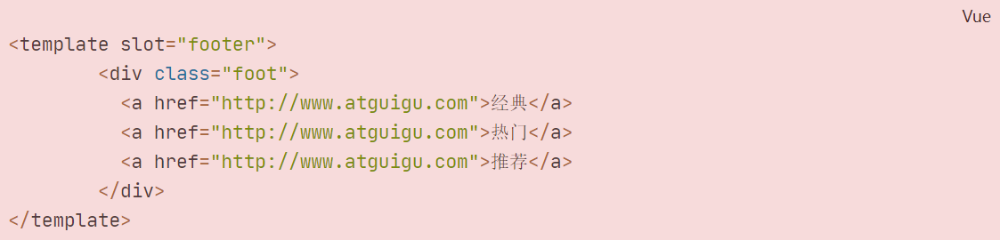 Vue
<template slot="footer">
        <div class="foot">
          <a href="http://www.atguigu.com">经典</a>
          <a href="http://www.atguigu.com">热门</a>
          <a href="http://www.atguigu.com">推荐</a>
        </div>
</template>